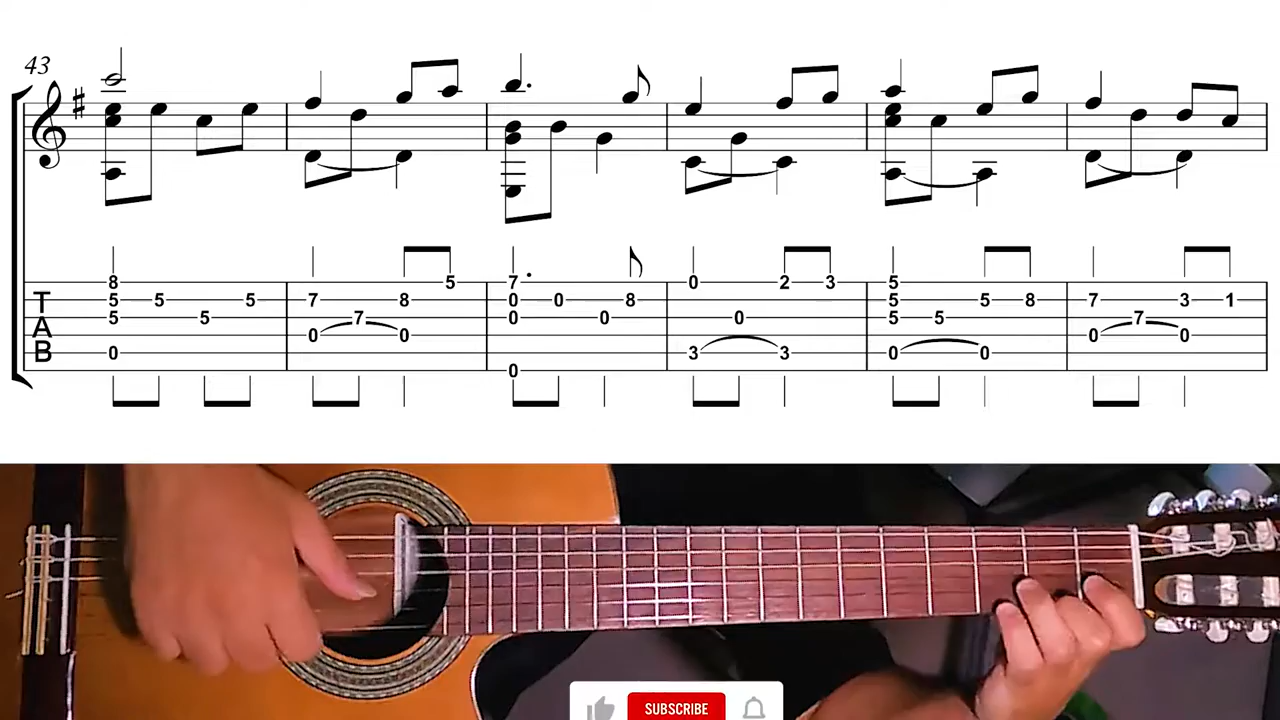 43
8 5 7 0 2 3 5
T 5 5 5 7 8 0 0 8 5 5 8 7 3 1
5 5 7 0 0 0 5 5 7
A 0 0 0 0
B 0 3 3 0 0
0
SUBSCRIBE